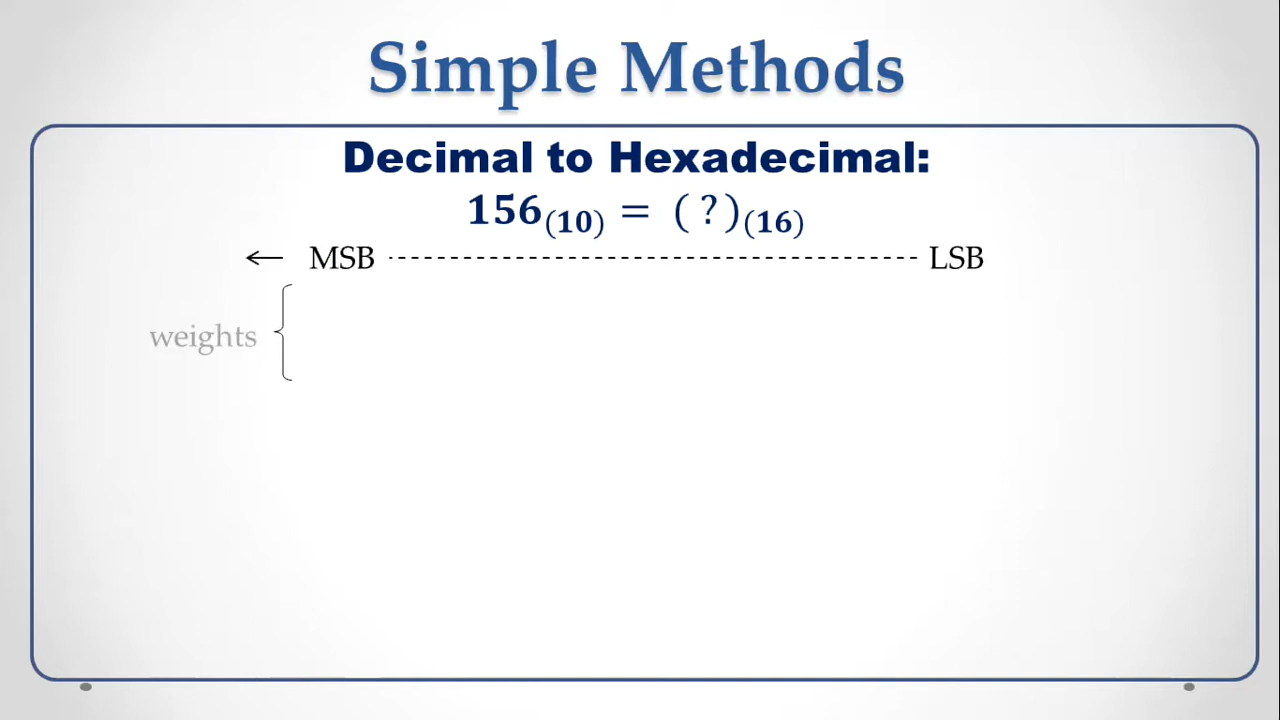 Simple Methods
Decimal to Hexadecimal:
156(10) = ( ? )(16)
← MSB ---------------------------------------- LSB
weights